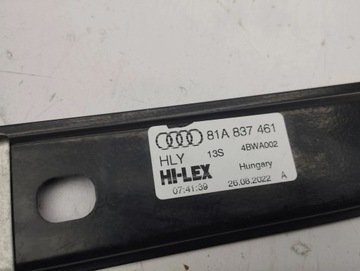 81A 837 461
HLY 13S 4BWA002
HI-LEX Hungary
07:41:39 26.08.2022 A